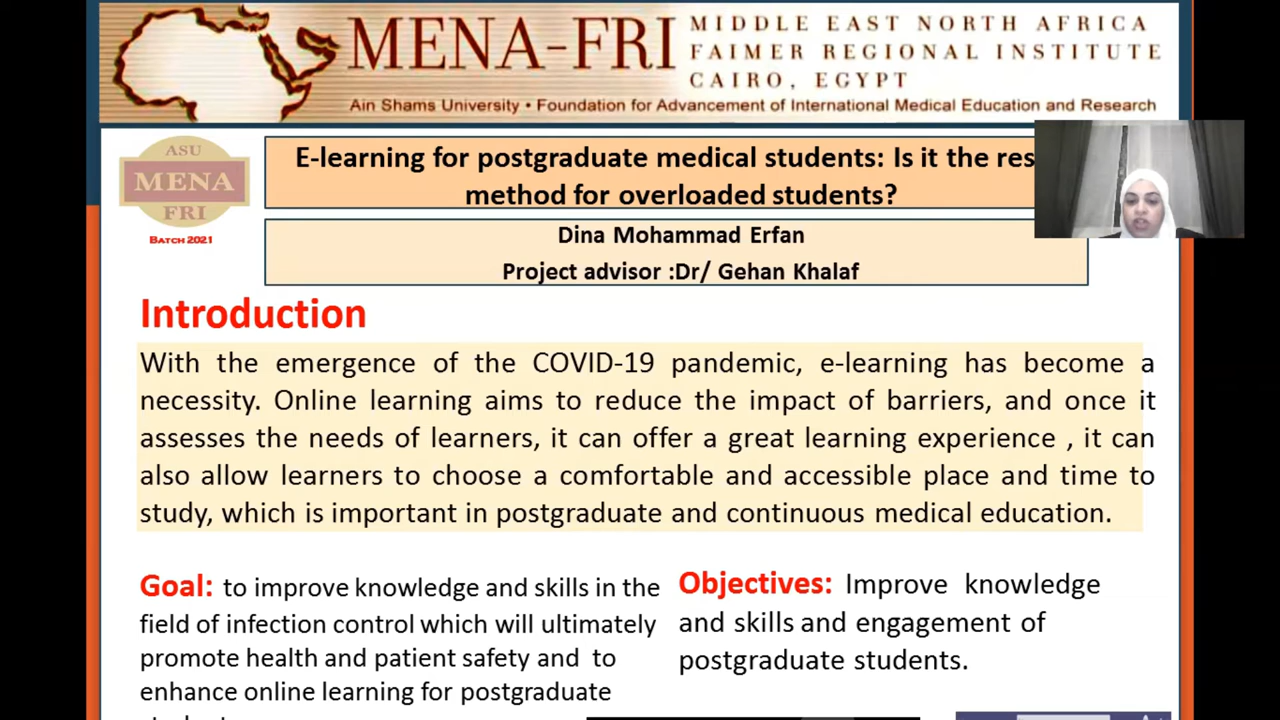 MENA-FRI
MIDDLE EAST NORTH AFRICA
FAIMER REGIONAL INSTITUTE
CAIRO, EGYPT
Ain Shams University • Foundation for Advancement of International Medical Education and Research
ASU
MENA
FRI
BATCH 2021
E-learning for postgraduate medical students: Is it the res
method for overloaded students?
Dina Mohammad Erfan
Project advisor :Dr/ Gehan Khalaf
Introduction
With the emergence of the COVID-19 pandemic, e-learning has become a
necessity. Online learning aims to reduce the impact of barriers, and once it
assesses the needs of learners, it can offer a great learning experience , it can
also allow learners to choose a comfortable and accessible place and time to
study, which is important in postgraduate and continuous medical education.
Goal: to improve knowledge and skills in the
field of infection control which will ultimately
promote health and patient safety and to
enhance online learning for postgraduate
Objectives: Improve knowledge
and skills and engagement of
postgraduate students.